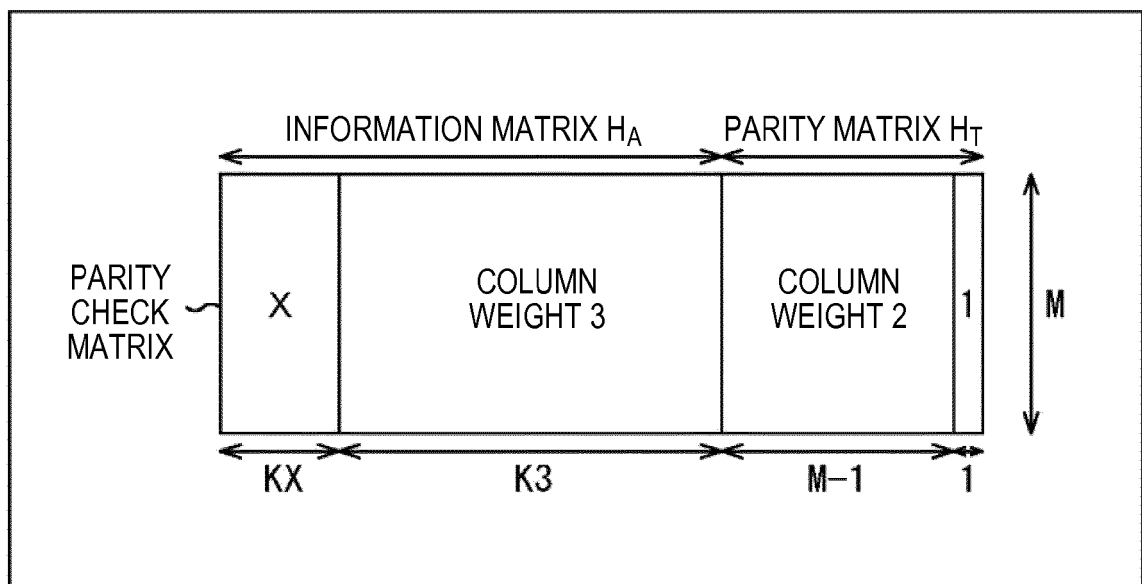 INFORMATION MATRIX HA
PARITY MATRIX HT
PARITY
CHECK
MATRIX
X
COLUMN
WEIGHT 3
COLUMN
WEIGHT 2
1
M
KX
K3
M-1
1